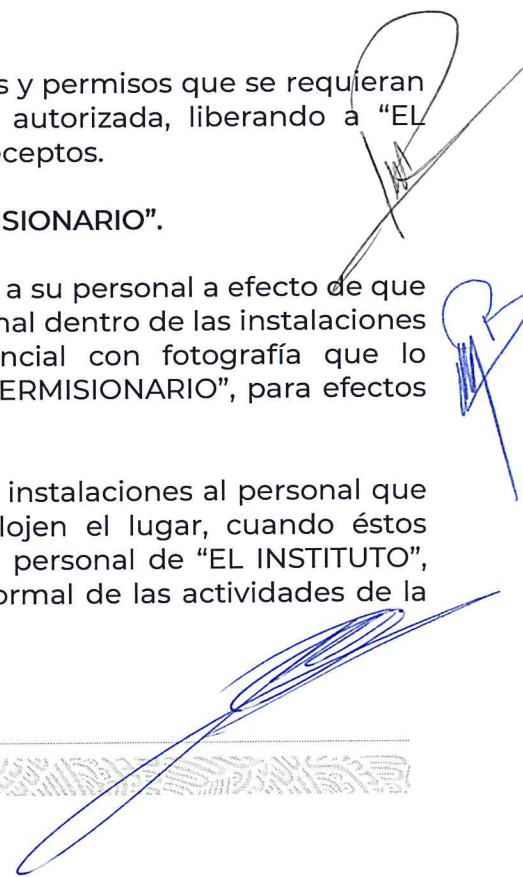 s y permisos que se requieran
autorizada, liberando a “EL
ceptos.
SIONARIO”.
a su personal a efecto de que
nal dentro de las instalaciones
ncial con fotografía que lo
ERMISIONARIO”, para efectos
instalaciones al personal que
lojen el lugar, cuando éstos
personal de “EL INSTITUTO”,
ormal de las actividades de la